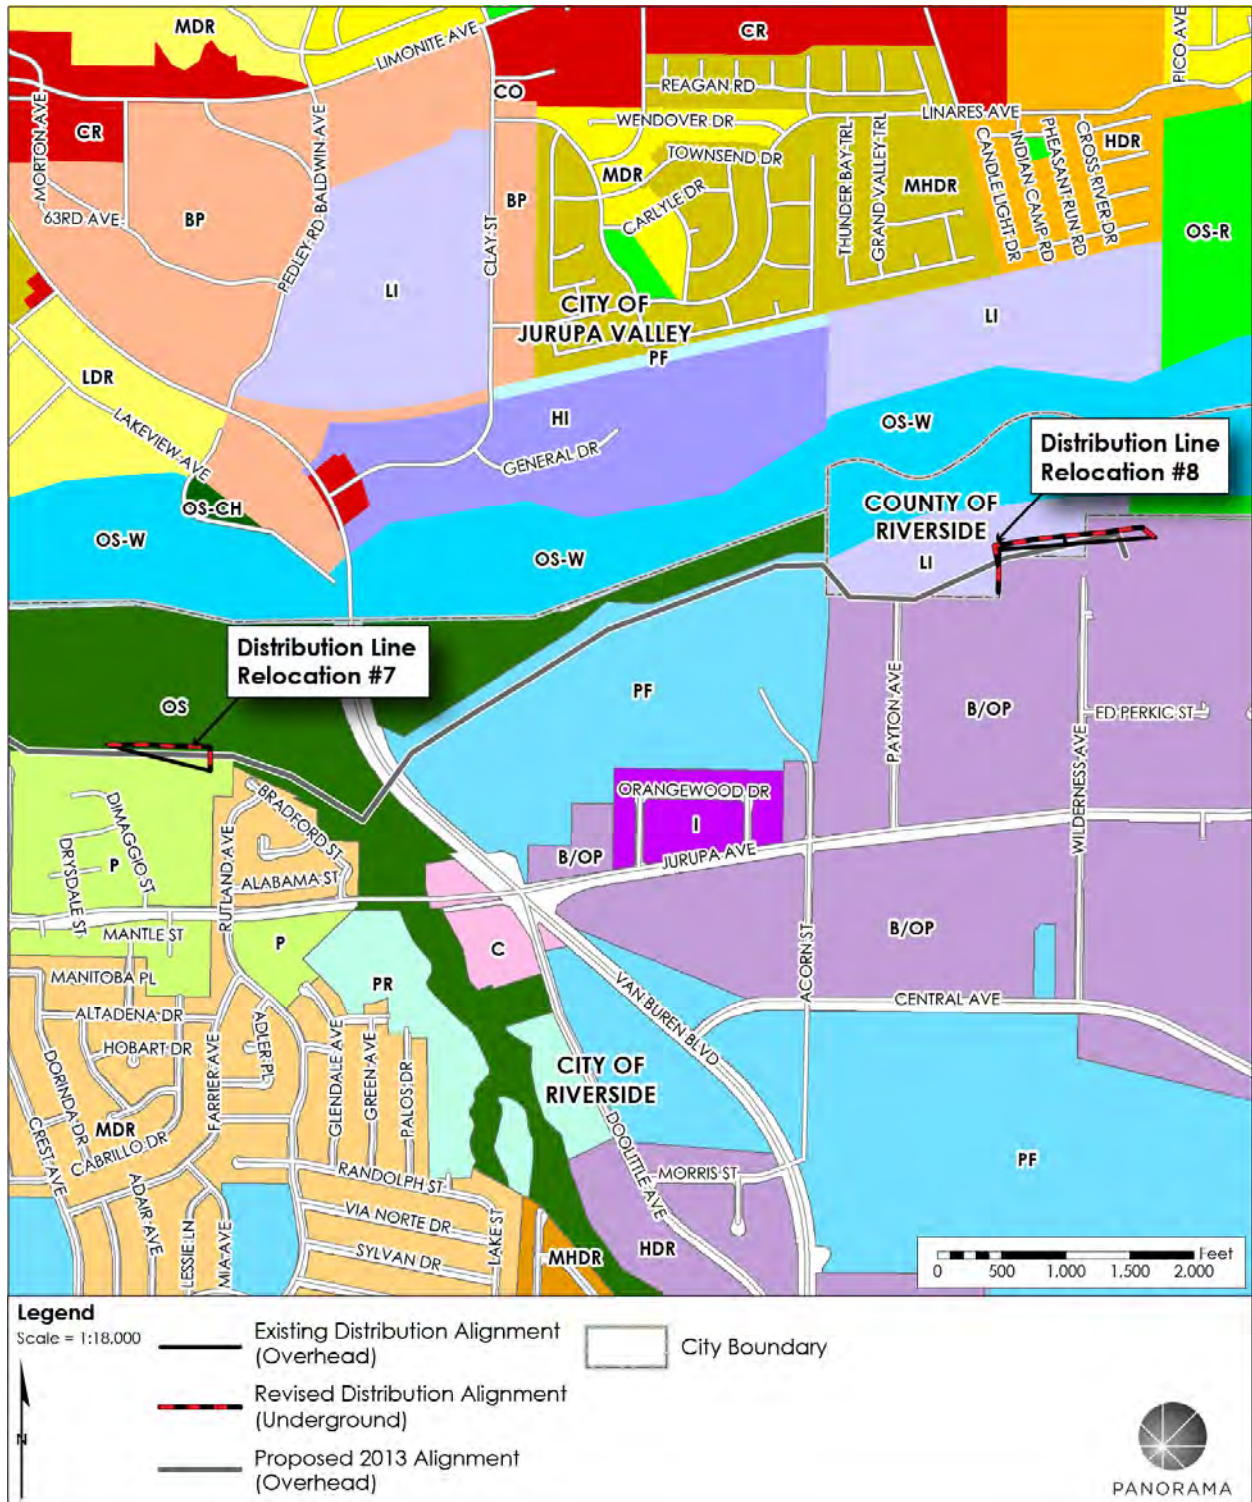 MDR
LIMONITE AVE
CR
PICO AVE
MORTON AVE
CR
CO
REAGAN RD
LINARES AVE
WENDOVER DR
TOWNSEND DR
MDR
CARLYLE DR
THUNDER BAY TRL
GRAND VALLEY TRL
MHDR
CANDLE LIGHT DR
INDIAN CAMP RD
PHEASANT RUN RD
CROSS RIVER DR
HDR
OS-R
63RD AVE
BP
PEDLEY RD
BALDWIN AVE
CLAY ST
BP
LI
CITY OF
JURUPA VALLEY
LI
PF
LDR
LAKEVIEW AVE
HI
GENERAL DR
OS-W
OS-CH
OS-W
OS-W
Distribution Line
Relocation #8
COUNTY OF
RIVERSIDE
LI
Distribution Line
Relocation #7
OS
PF
PAYTON AVE
B/OP
ED PERKIC ST
WILDERNESS AVE
DIMAGGIO ST
DRYSDALE ST
P
RUTLAND AVE
BRADFORD ST
ALABAMA ST
ORANGEWOOD DR
I
B/OP
JURUPA AVE
MANTLE ST
P
C
B/OP
MANITOBA PL
PR
VAN BUREN BLVD
ACORN ST
CENTRAL AVE
ALTADENA DR
HOBART DR
ADLER PL
FARRIER AVE
GLENDALE AVE
GREEN AVE
PALOS DR
CITY OF
RIVERSIDE
DORINDA DR
MDR
CABRILLO DR
CREST AVE
ADAIR AVE
LESSIE LN
MIA AVE
RANDOLPH ST
VIA NORTE DR
SYLVAN DR
LAKE ST
MHDR
HDR
DOOLITTLE AVE
MORRIS ST
PF
Feet
0 500 1,000 1,500 2,000
Legend
Scale = 1:18,000
N
Existing Distribution Alignment
(Overhead)
City Boundary
Revised Distribution Alignment
(Underground)
Proposed 2013 Alignment
(Overhead)
PANORAMA